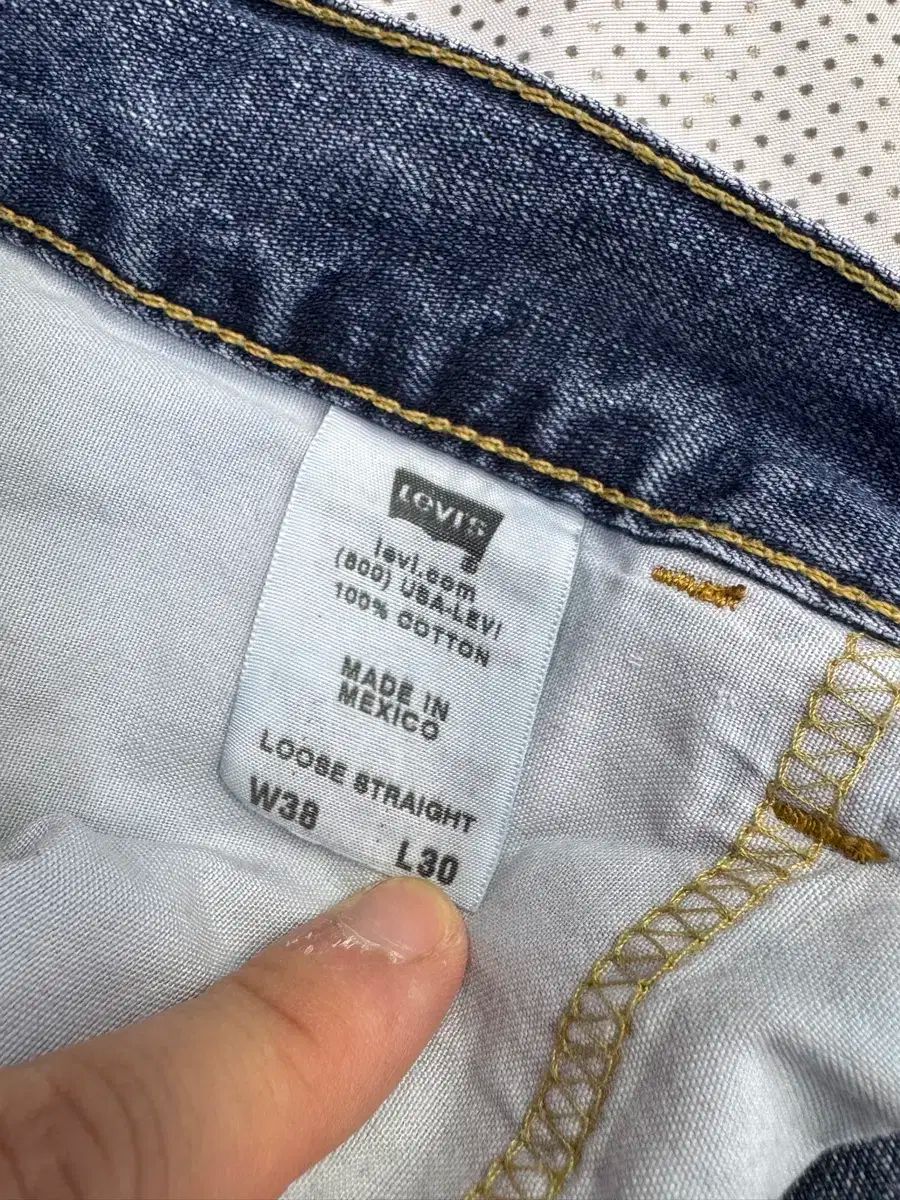 LEVI'S
levi.com
(800) USA-LEVI
100% COTTON
MADE IN
MEXICO
LOOSE STRAIGHT
W38
L30